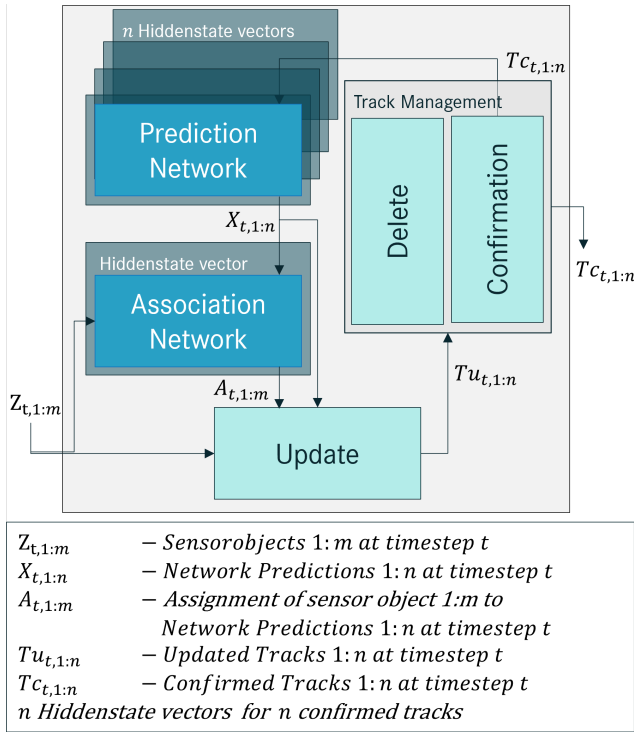 n Hiddenstate vectors
Tc_{t,1:n}
Track Management
Prediction
Network
Delete
Confirmation
X_{t,1:n}
Hiddenstate vector
Tc_{t,1:n}
Association
Network
A_{t,1:m}
Tu_{t,1:n}
Z_{t,1:m}
Update
Z_{t,1:m} – Sensorobjects 1:m at timestep t
X_{t,1:n} – Network Predictions 1:n at timestep t
A_{t,1:m} – Assignment of sensor object 1:m to
Network Predictions 1:n at timestep t
Tu_{t,1:n} – Updated Tracks 1:n at timestep t
Tc_{t,1:n} – Confirmed Tracks 1:n at timestep t
n Hiddenstate vectors for n confirmed tracks